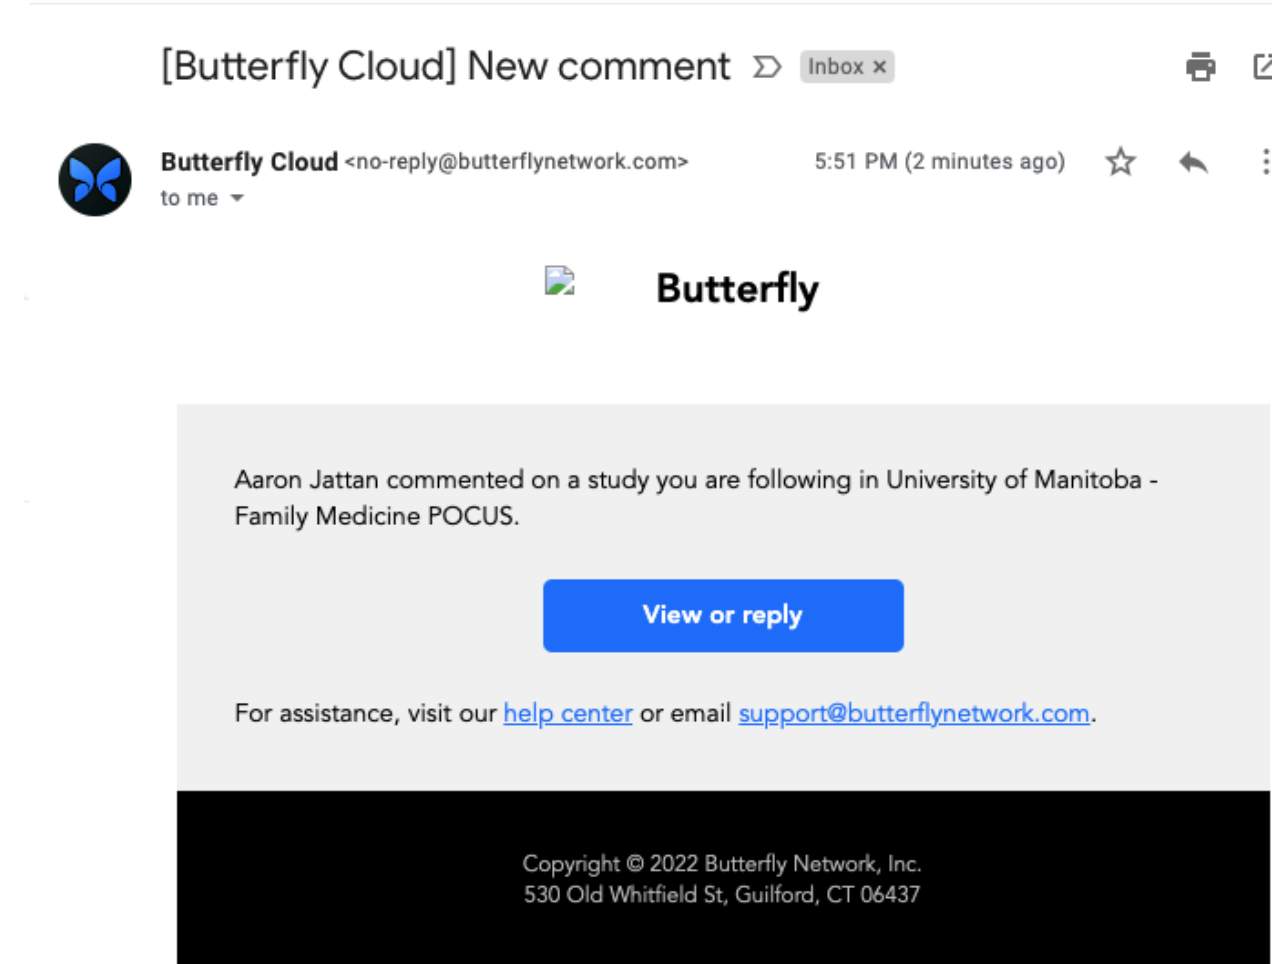 [Butterfly Cloud] New comment Inbox ×
Butterfly Cloud <no-reply@butterflynetwork.com> 5:51 PM (2 minutes ago)
to me
Butterfly
Aaron Jattan commented on a study you are following in University of Manitoba -
Family Medicine POCUS.
View or reply
For assistance, visit our help center or email support@butterflynetwork.com.
Copyright © 2022 Butterfly Network, Inc.
530 Old Whitfield St, Guilford, CT 06437